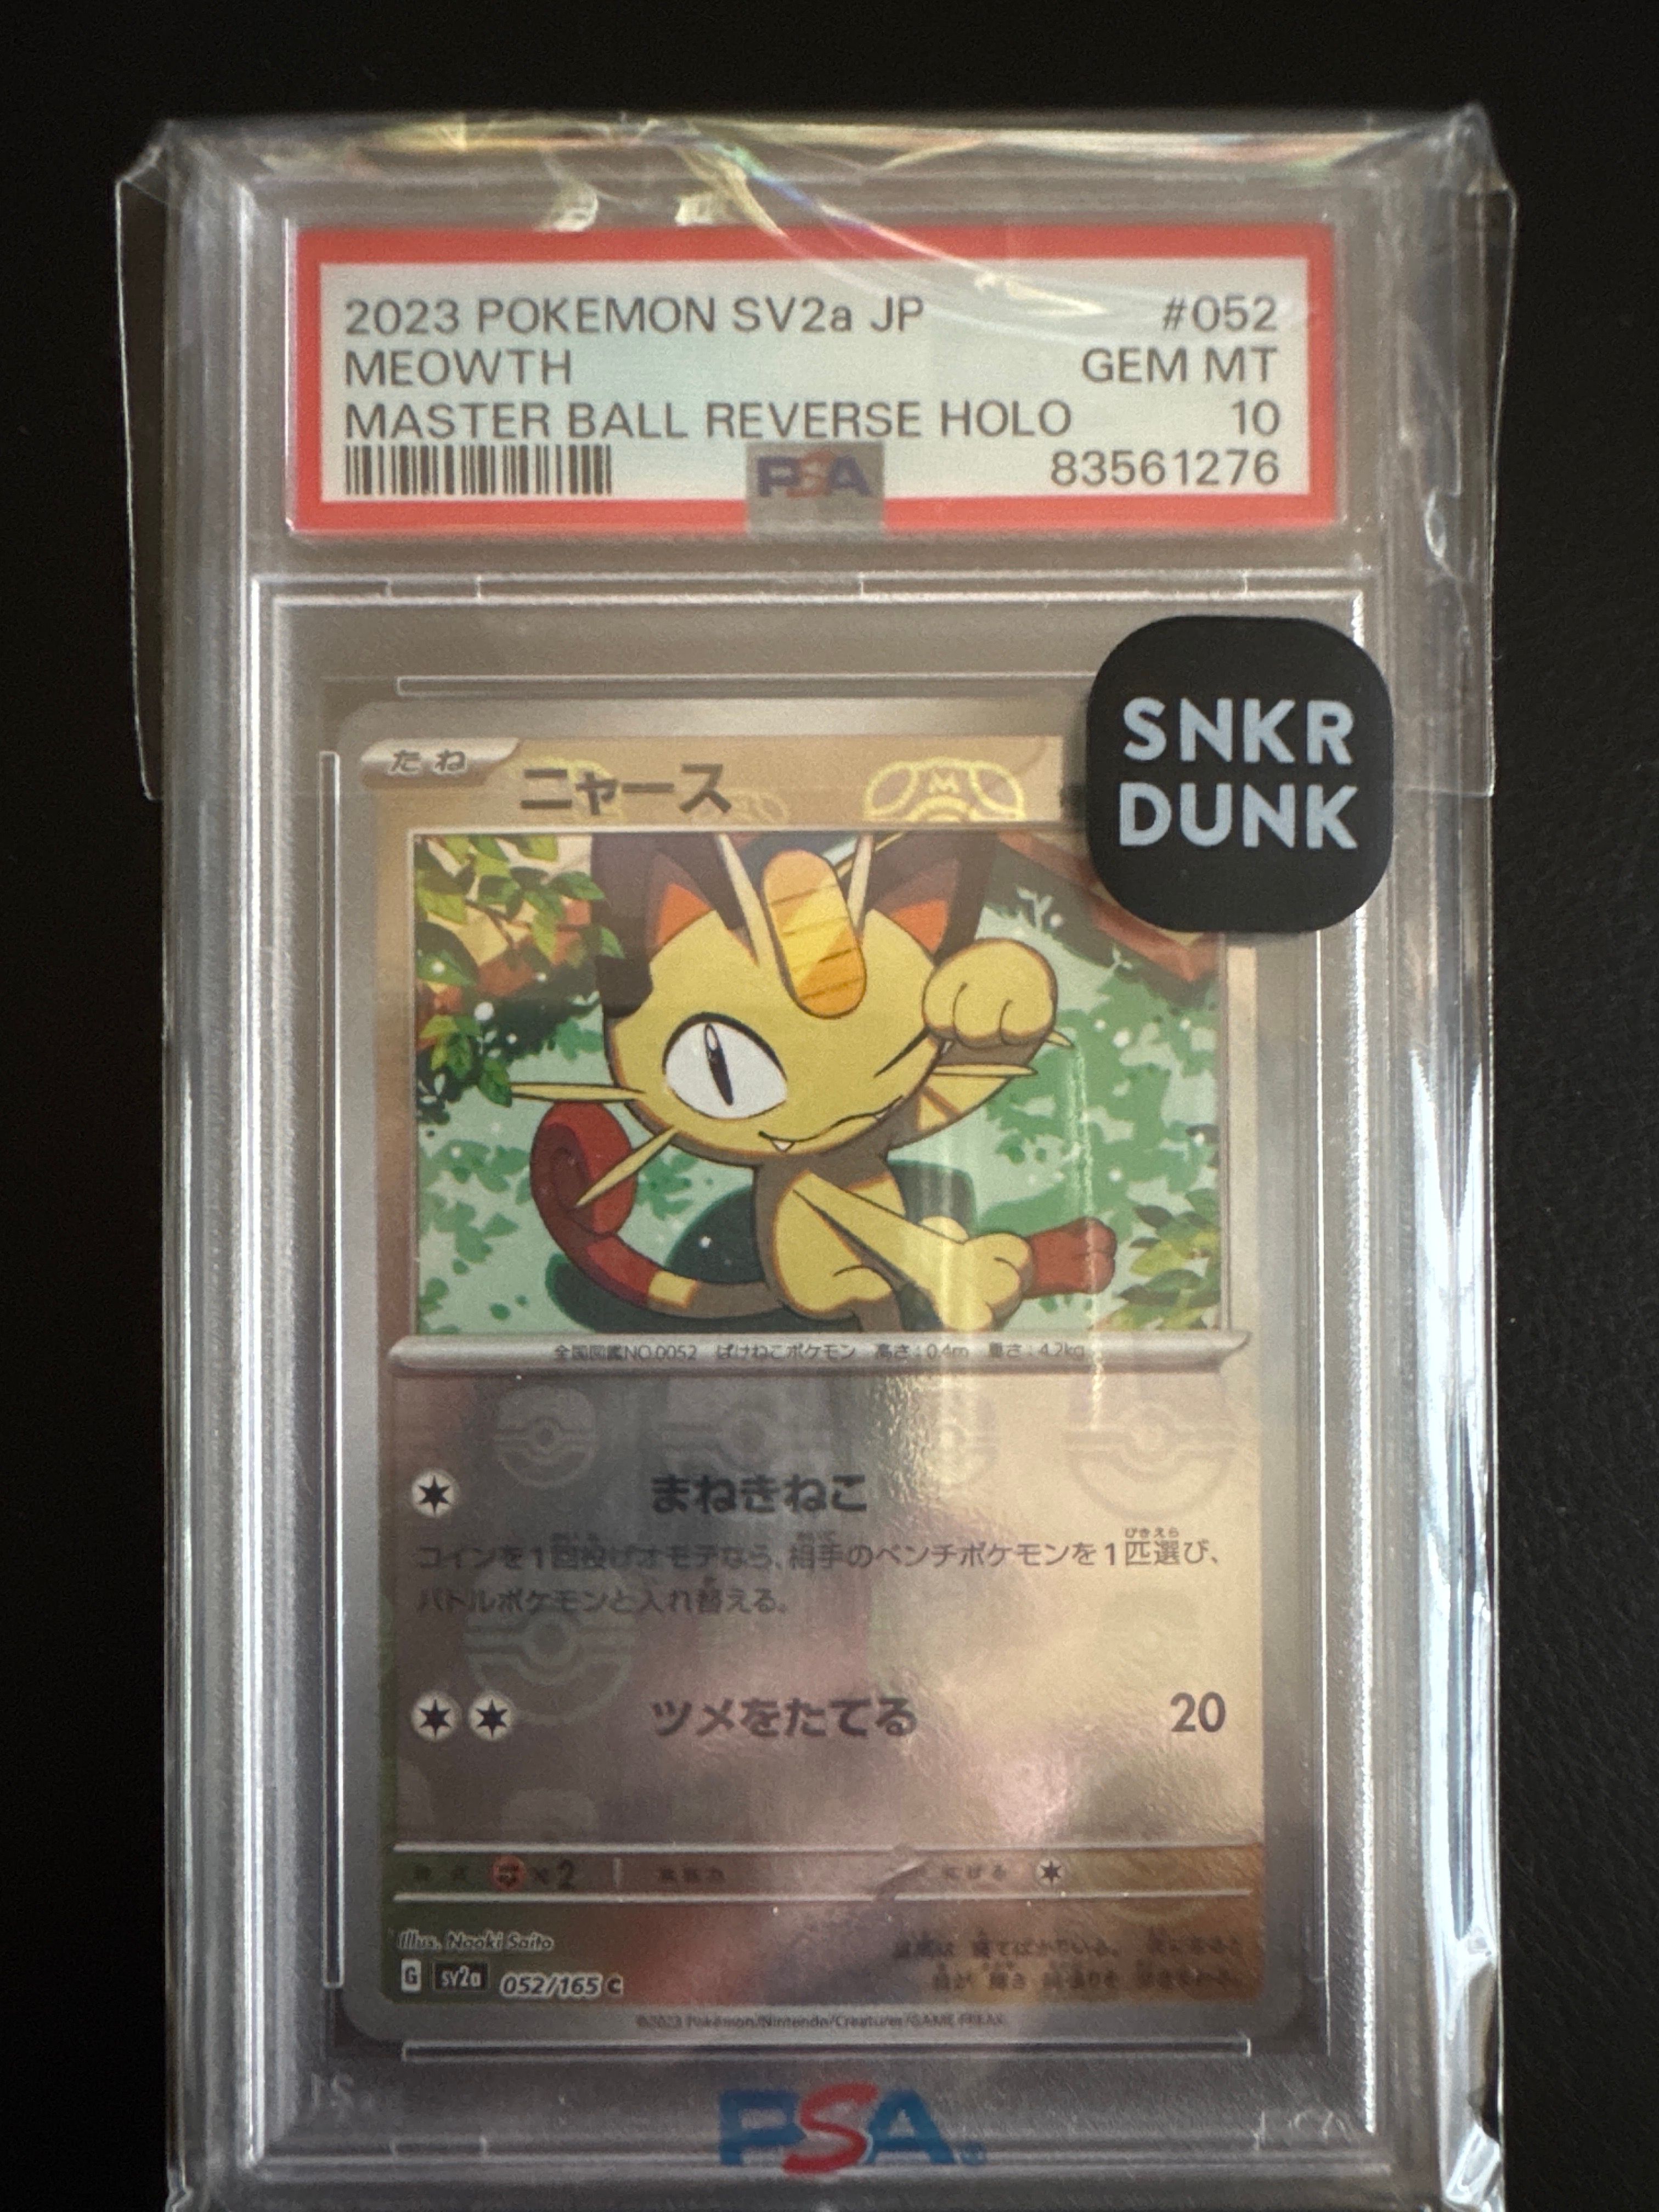 2023 POKEMON SV2a JP #052
MEOWTH GEM MT
MASTER BALL REVERSE HOLO 10
PSA 83561276
SNKR
DUNK
たね
ニャース
M
全国図鑑NO.0052 ばけねこポケモン 高さ:0.4m 重さ:4.2kg
まねきねこ
コインを1回投げオモテなら、相手のベンチポケモンを1匹選び、
バトルポケモンと入れ替える。
ツメをたてる 20
×2 にげる
Illus. Naoki Saito
G sv2a 052/165 C
©2023 Pokémon/Nintendo/Creatures/GAME FREAK
PSA